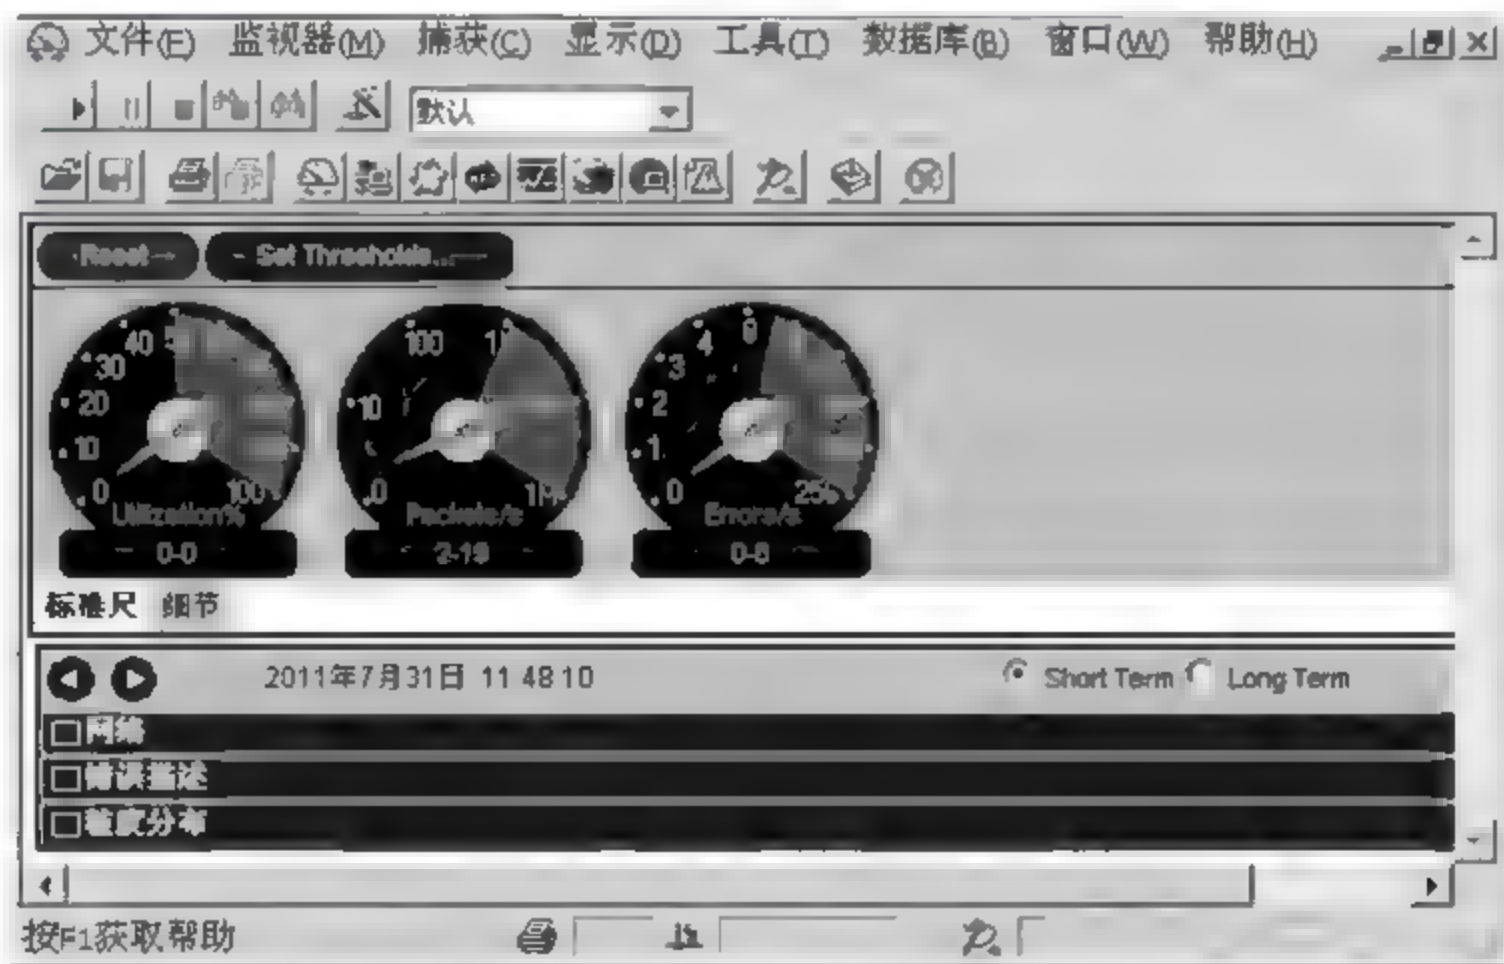 文件(F) 监视器(M) 捕获(C) 显示(D) 工具(T) 数据库(B) 窗口(W) 帮助(H)
默认
Reset Set Thresholds...
40 100 4
30 3
20 10 2
10 1
0 100 0 0
Utilization% Packets/s Errors/s
0-0
标准尺 细节
2011年7月31日 11 48 10 Short Term Long Term
网络
错误描述
粒度分布
按F1获取帮助